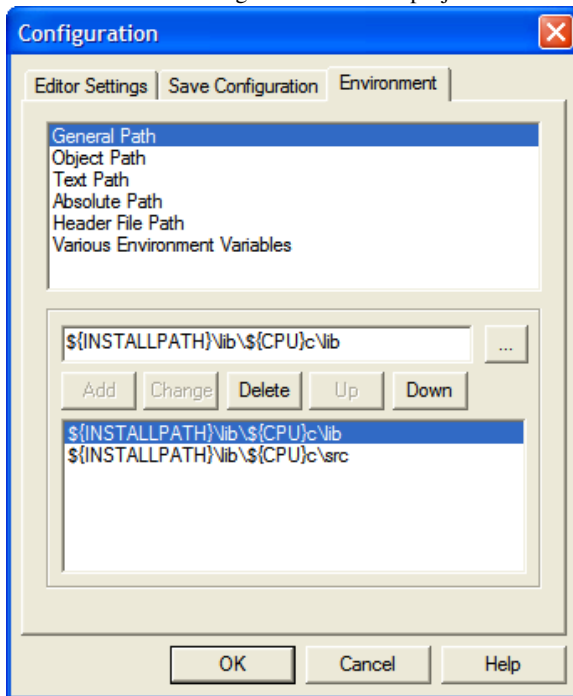 Configuration
Editor Settings Save Configuration Environment
General Path
Object Path
Text Path
Absolute Path
Header File Path
Various Environment Variables
${INSTALLPATH}\lib\${CPU}c\lib ...
Add Change Delete Up Down
${INSTALLPATH}\lib\${CPU}c\lib
${INSTALLPATH}\lib\${CPU}c\src
OK Cancel Help